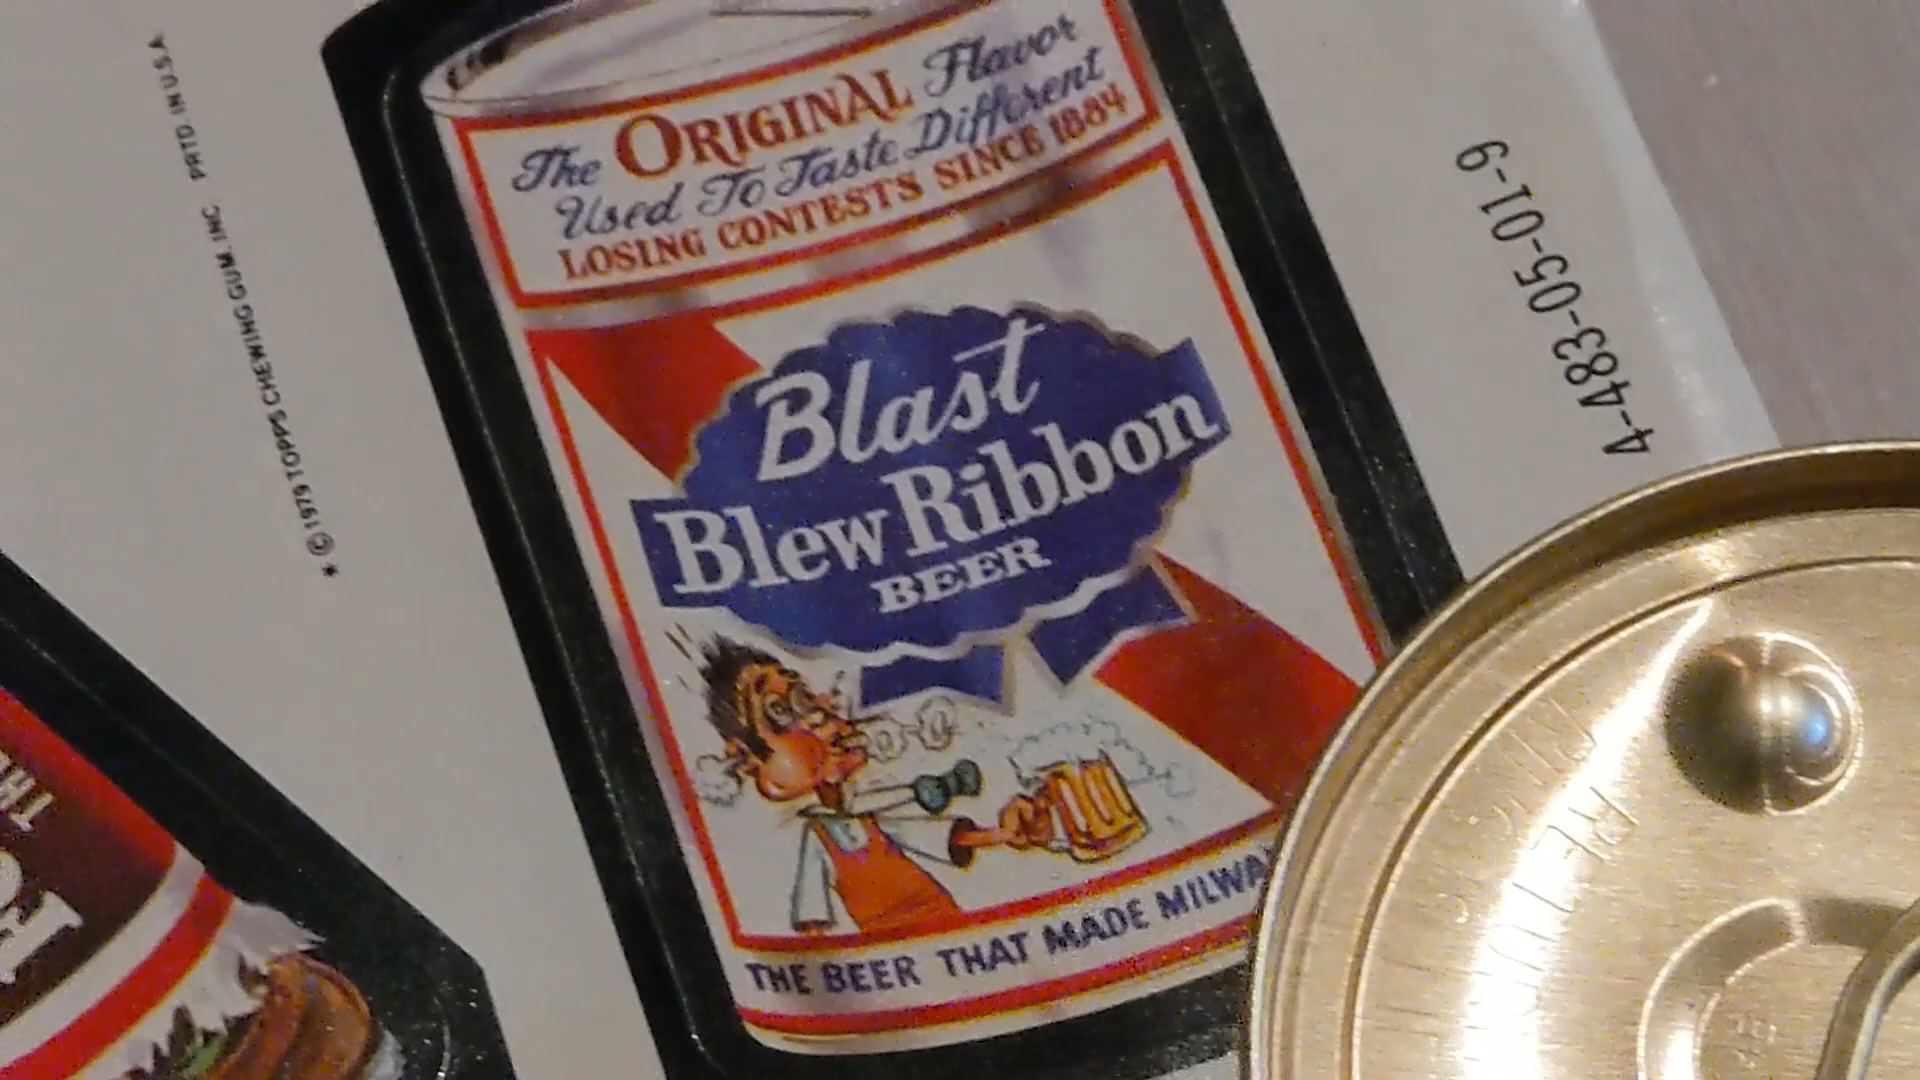 The ORIGINAL Flavor
Used To Taste Different
LOSING CONTESTS SINCE 1884
Blast
Blew Ribbon
BEER
THE BEER THAT MADE MILWA
* © 1979 TOPPS CHEWING GUM, INC PRTD. IN U.S.A.
4-483-05-01-9
TH